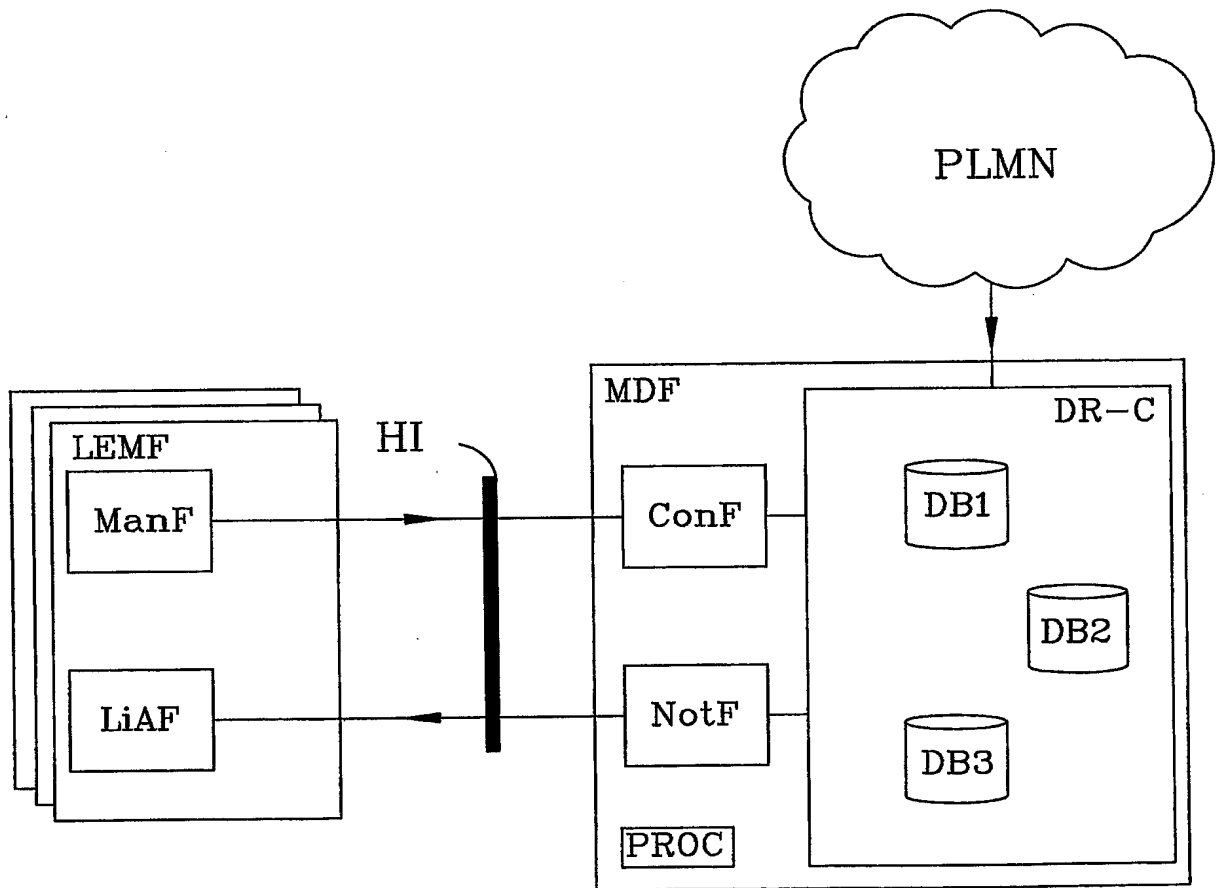 PLMN
MDF
DR-C
LEMF
HI
ManF
ConF
DB1
DB2
LiAF
NotF
DB3
PROC